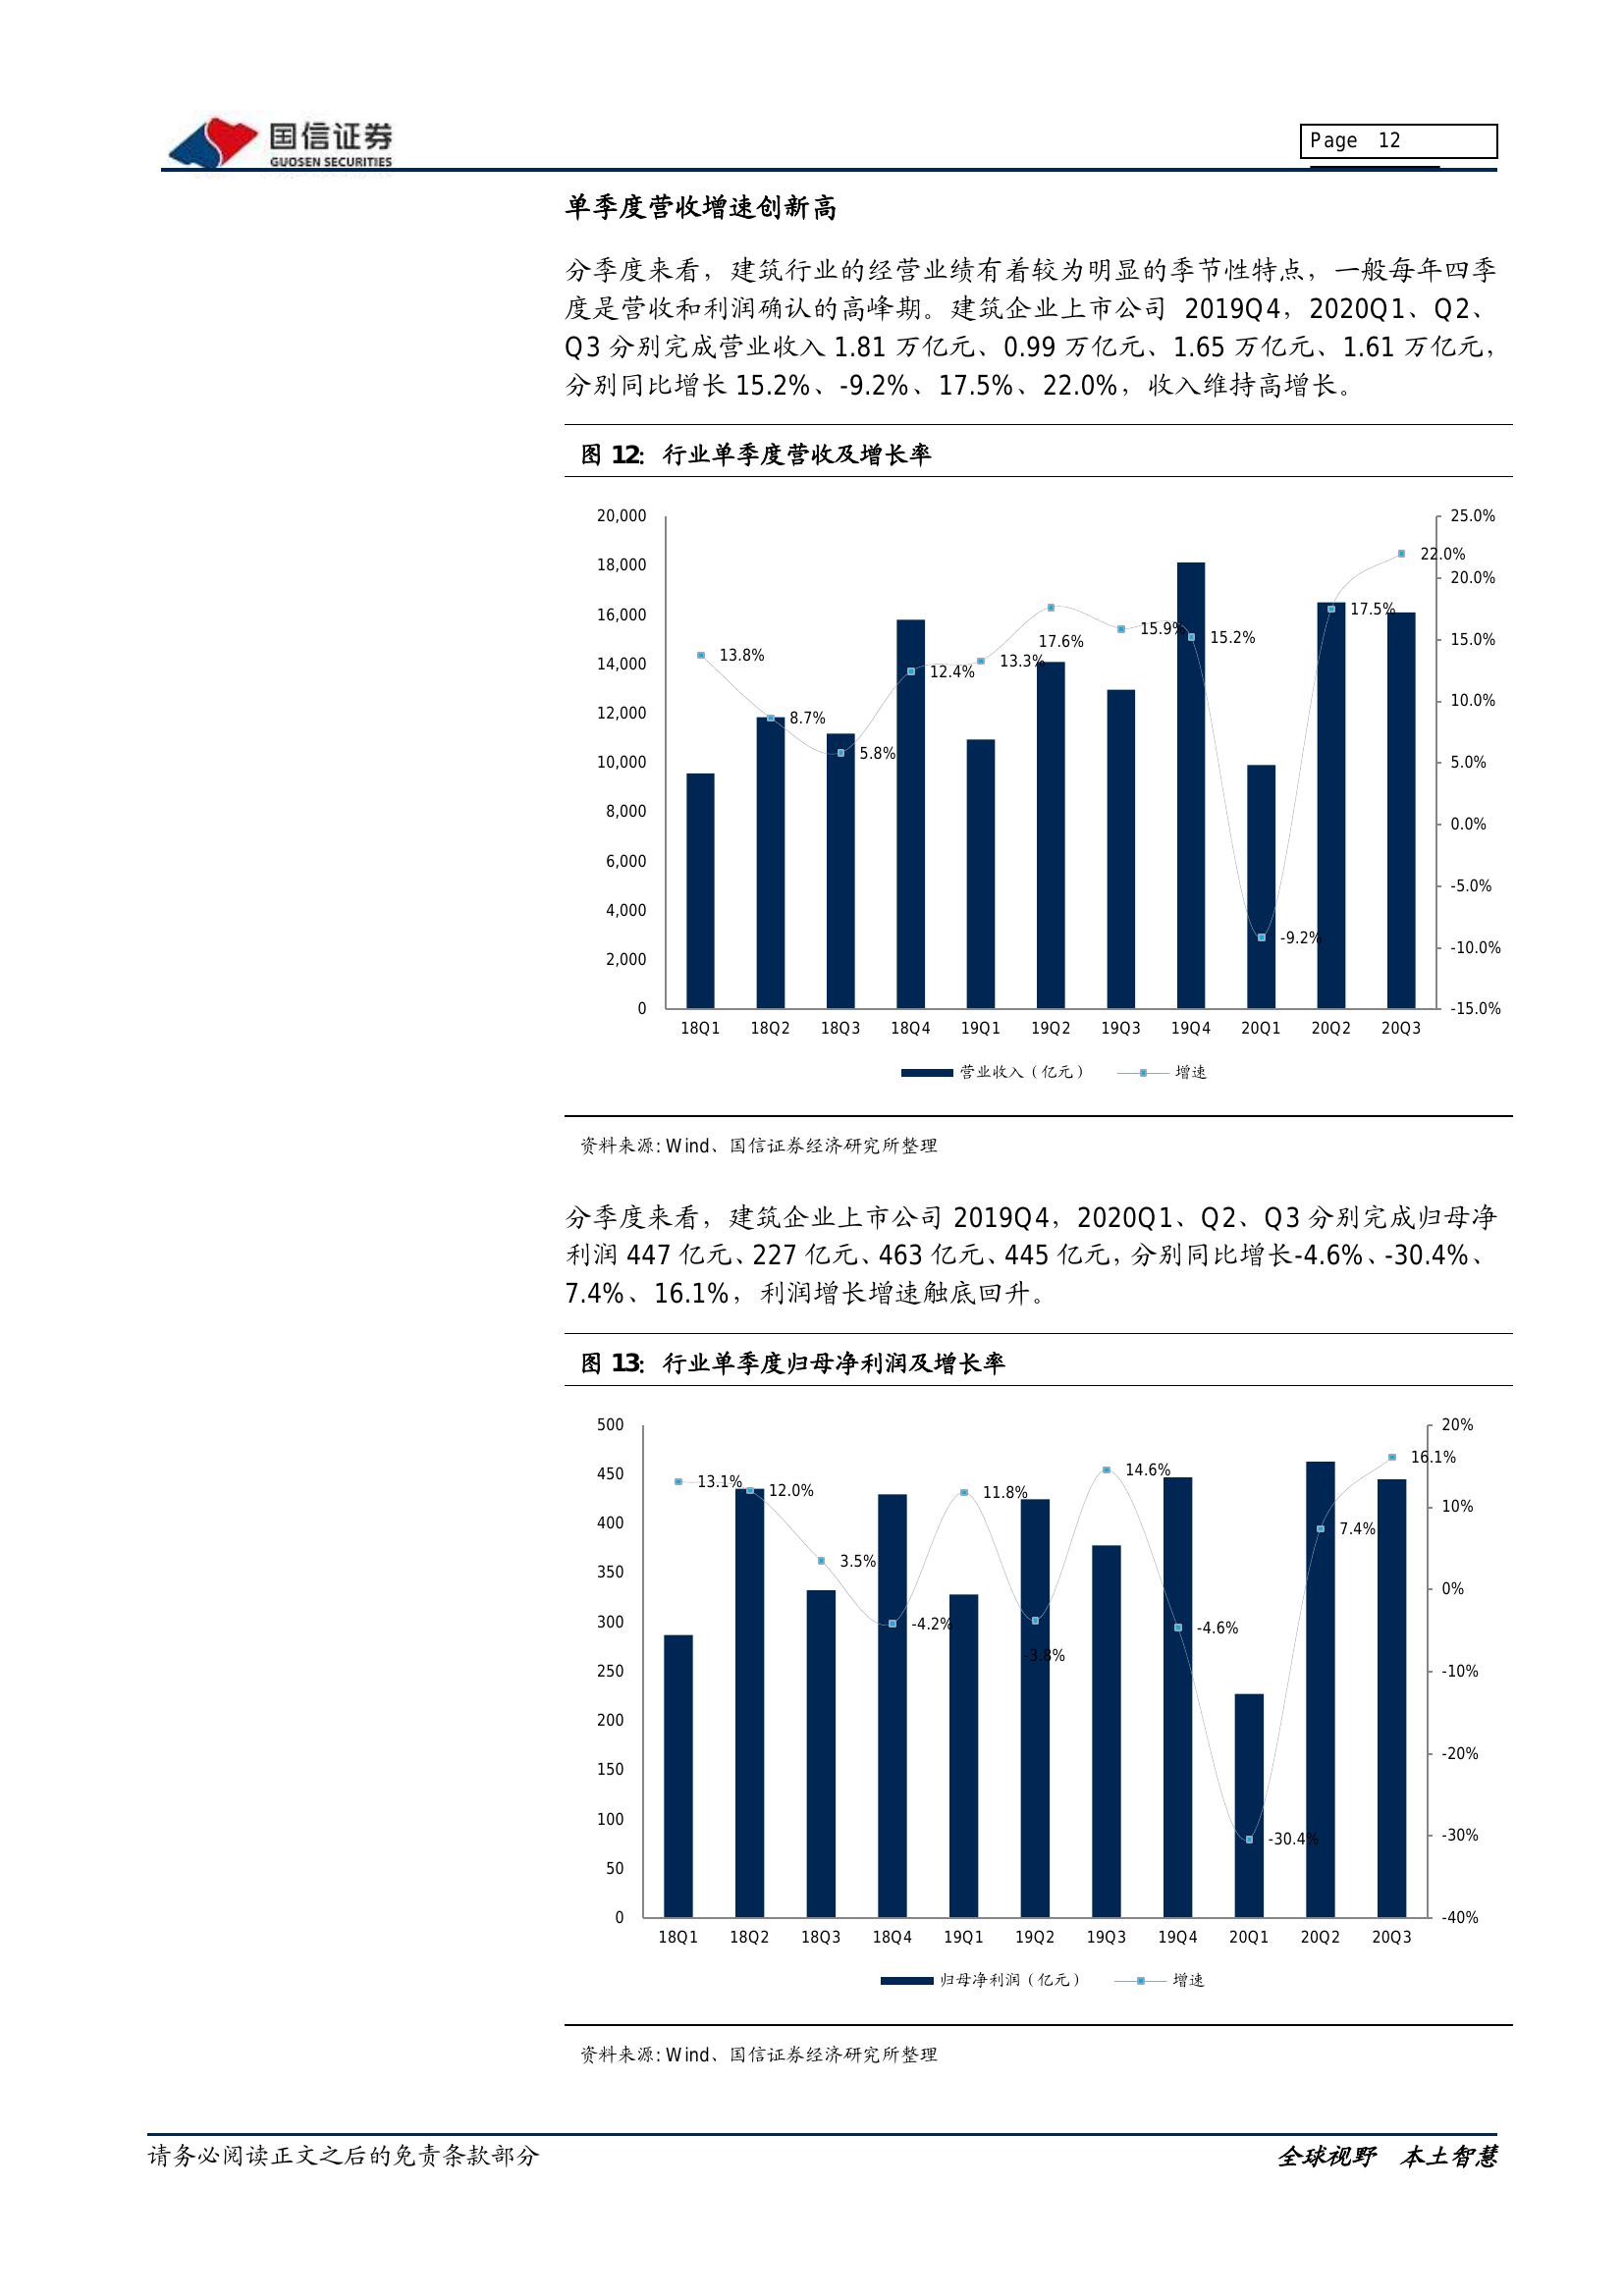 国信证券
GUOSEN SECURITIES
Page 12
单季度营收增速创新高
分季度来看，建筑行业的经营业绩有着较为明显的季节性特点，一般每年四季
度是营收和利润确认的高峰期。建筑企业上市公司 2019Q4，2020Q1、Q2、
Q3 分别完成营业收入 1.81 万亿元、0.99 万亿元、1.65 万亿元、1.61 万亿元，
分别同比增长 15.2%、-9.2%、17.5%、22.0%，收入维持高增长。
图 12：行业单季度营收及增长率
20,000
18,000
16,000
14,000
12,000
10,000
8,000
6,000
4,000
2,000
0
25.0%
20.0%
15.0%
10.0%
5.0%
0.0%
-5.0%
-10.0%
-15.0%
13.8%
8.7%
5.8%
12.4%
13.3%
17.6%
15.9%
15.2%
-9.2%
17.5%
22.0%
18Q1 18Q2 18Q3 18Q4 19Q1 19Q2 19Q3 19Q4 20Q1 20Q2 20Q3
营业收入（亿元） 增速
资料来源: Wind、国信证券经济研究所整理
分季度来看，建筑企业上市公司 2019Q4，2020Q1、Q2、Q3 分别完成归母净
利润 447 亿元、227 亿元、463 亿元、445 亿元，分别同比增长-4.6%、-30.4%、
7.4%、16.1%，利润增长增速触底回升。
图 13：行业单季度归母净利润及增长率
500
450
400
350
300
250
200
150
100
50
0
20%
10%
0%
-10%
-20%
-30%
-40%
13.1%
12.0%
3.5%
-4.2%
11.8%
-3.8%
14.6%
-4.6%
-30.4%
7.4%
16.1%
18Q1 18Q2 18Q3 18Q4 19Q1 19Q2 19Q3 19Q4 20Q1 20Q2 20Q3
归母净利润（亿元） 增速
资料来源: Wind、国信证券经济研究所整理
请务必阅读正文之后的免责条款部分
全球视野 本土智慧